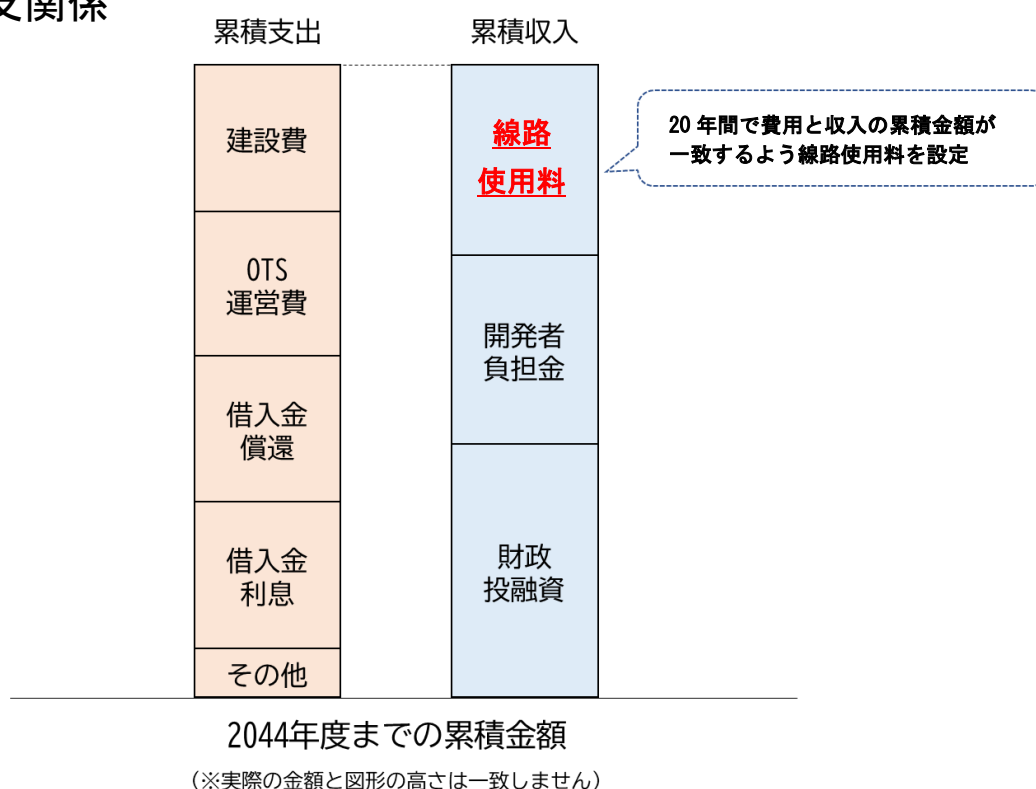 支関係
累積支出
累積収入
建設費
OTS
運営費
借入金
償還
借入金
利息
その他
線路
使用料
開発者
負担金
財政
投融資
20 年間で費用と収入の累積金額が
一致するよう線路使用料を設定
2044年度までの累積金額
(※実際の金額と図形の高さは一致しません)